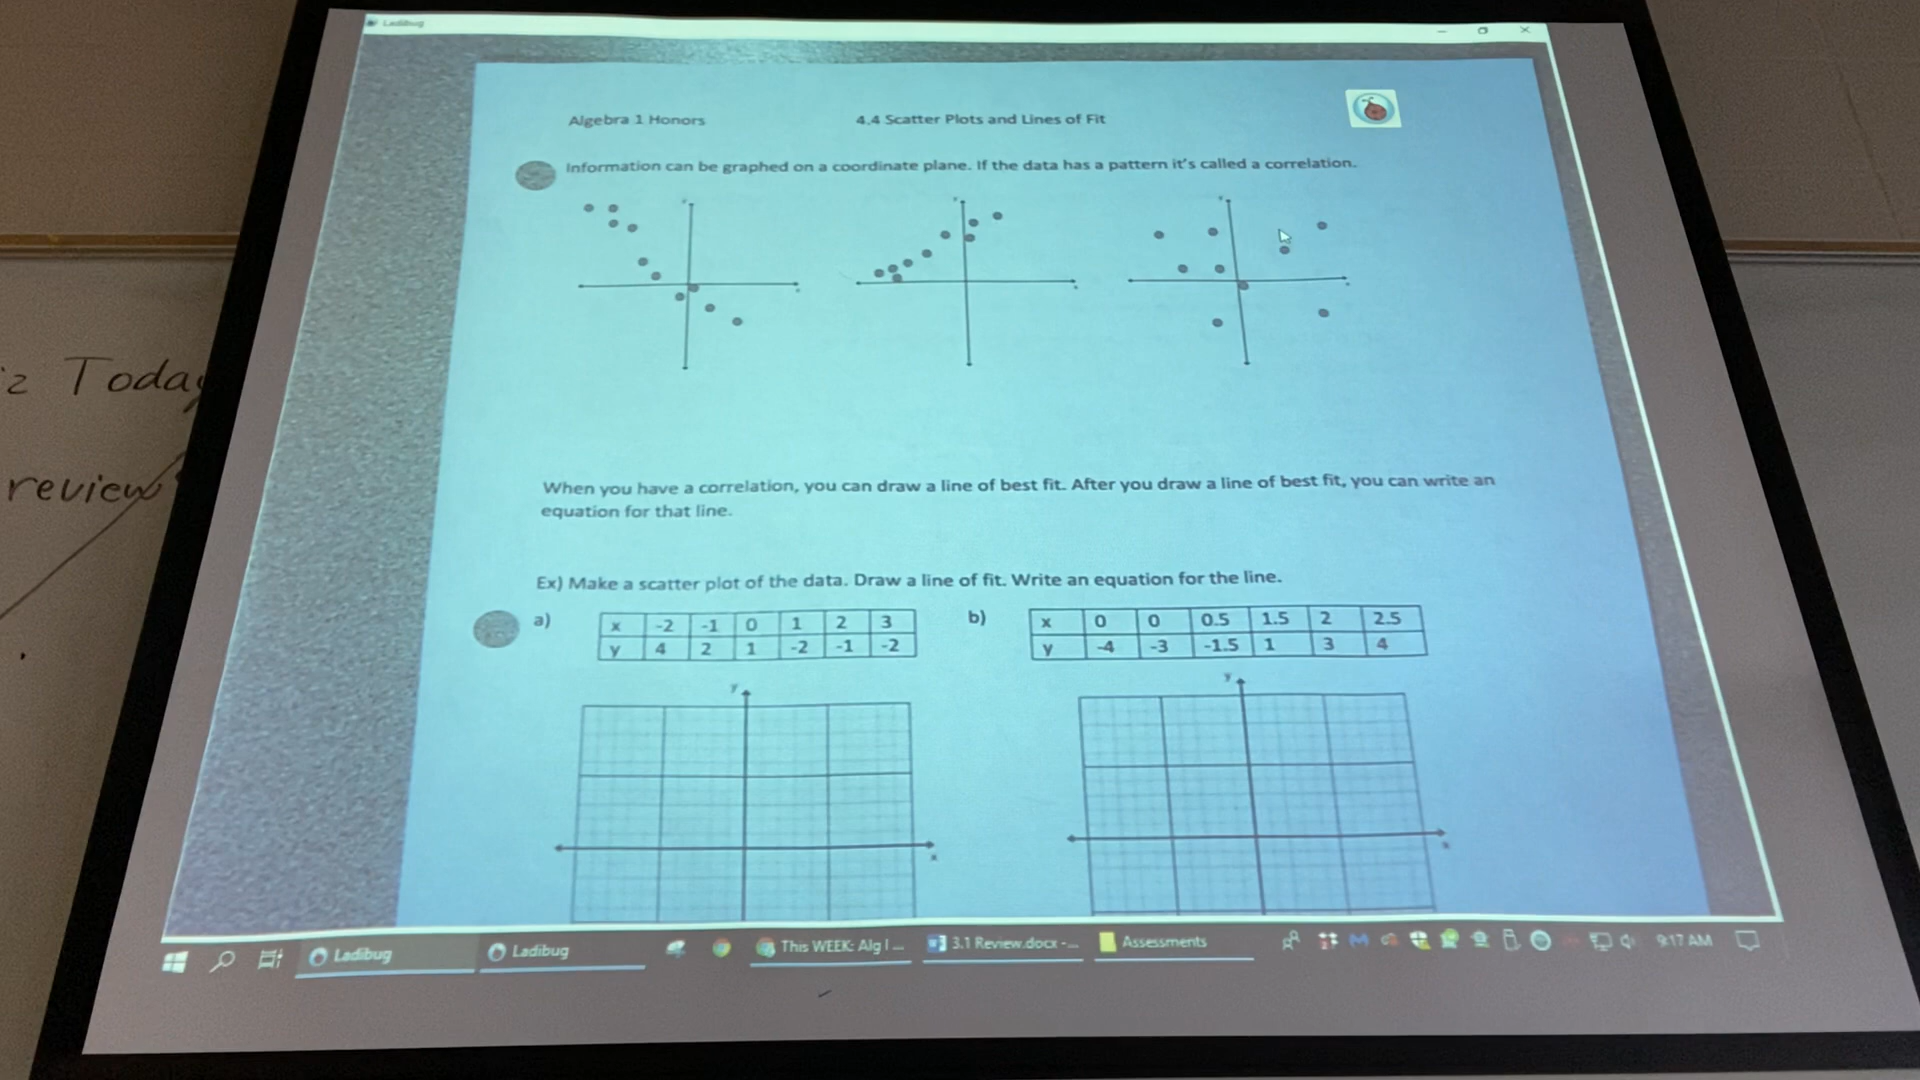 Ladibug
Algebra 1 Honors 4.4 Scatter Plots and Lines of Fit
Information can be graphed on a coordinate plane. If the data has a pattern it's called a correlation.
y y y
When you have a correlation, you can draw a line of best fit. After you draw a line of best fit, you can write an
equation for that line.
Ex) Make a scatter plot of the data. Draw a line of fit. Write an equation for the line.
a) b)
x -2 -1 0 1 2 3
y 4 2 1 -2 -1 -2
x 0 0 0.5 1.5 2 2.5
y -4 -3 -1.5 1 3 4
y y
x x
Today
review
Ladibug Ladibug This WEEK: Alg I ... 3.1 Review.docx -... Assessments 9:17 AM